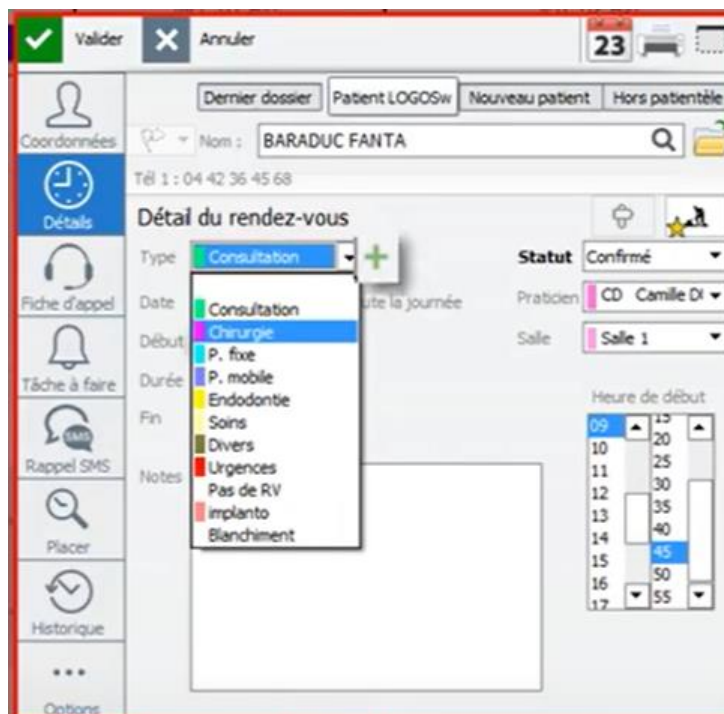 Valider Annuler 23
Dernier dossier Patient LOGOSw Nouveau patient Hors patientèle
Coordonnées
Nom : BARADUC FANTA
Tél 1 : 04 42 36 45 68
Détails
Détail du rendez-vous
Type Consultation Statut Confirmé
Fiche d'appel
Date Consultation la journée Praticien CD Camille
Début Chirurgie Salle Salle 1
P. fixe
Tâche à faire
Durée P. mobile
Endodontie Heure de début
Fin Soins
Divers
Rappel SMS
Urgences
Notes Pas de RV
implanto
Blanchiment
09 15
10 20
11 25
12 30
13 35
14 40
15 45
16 50
17 55
Placer
Historique
Options